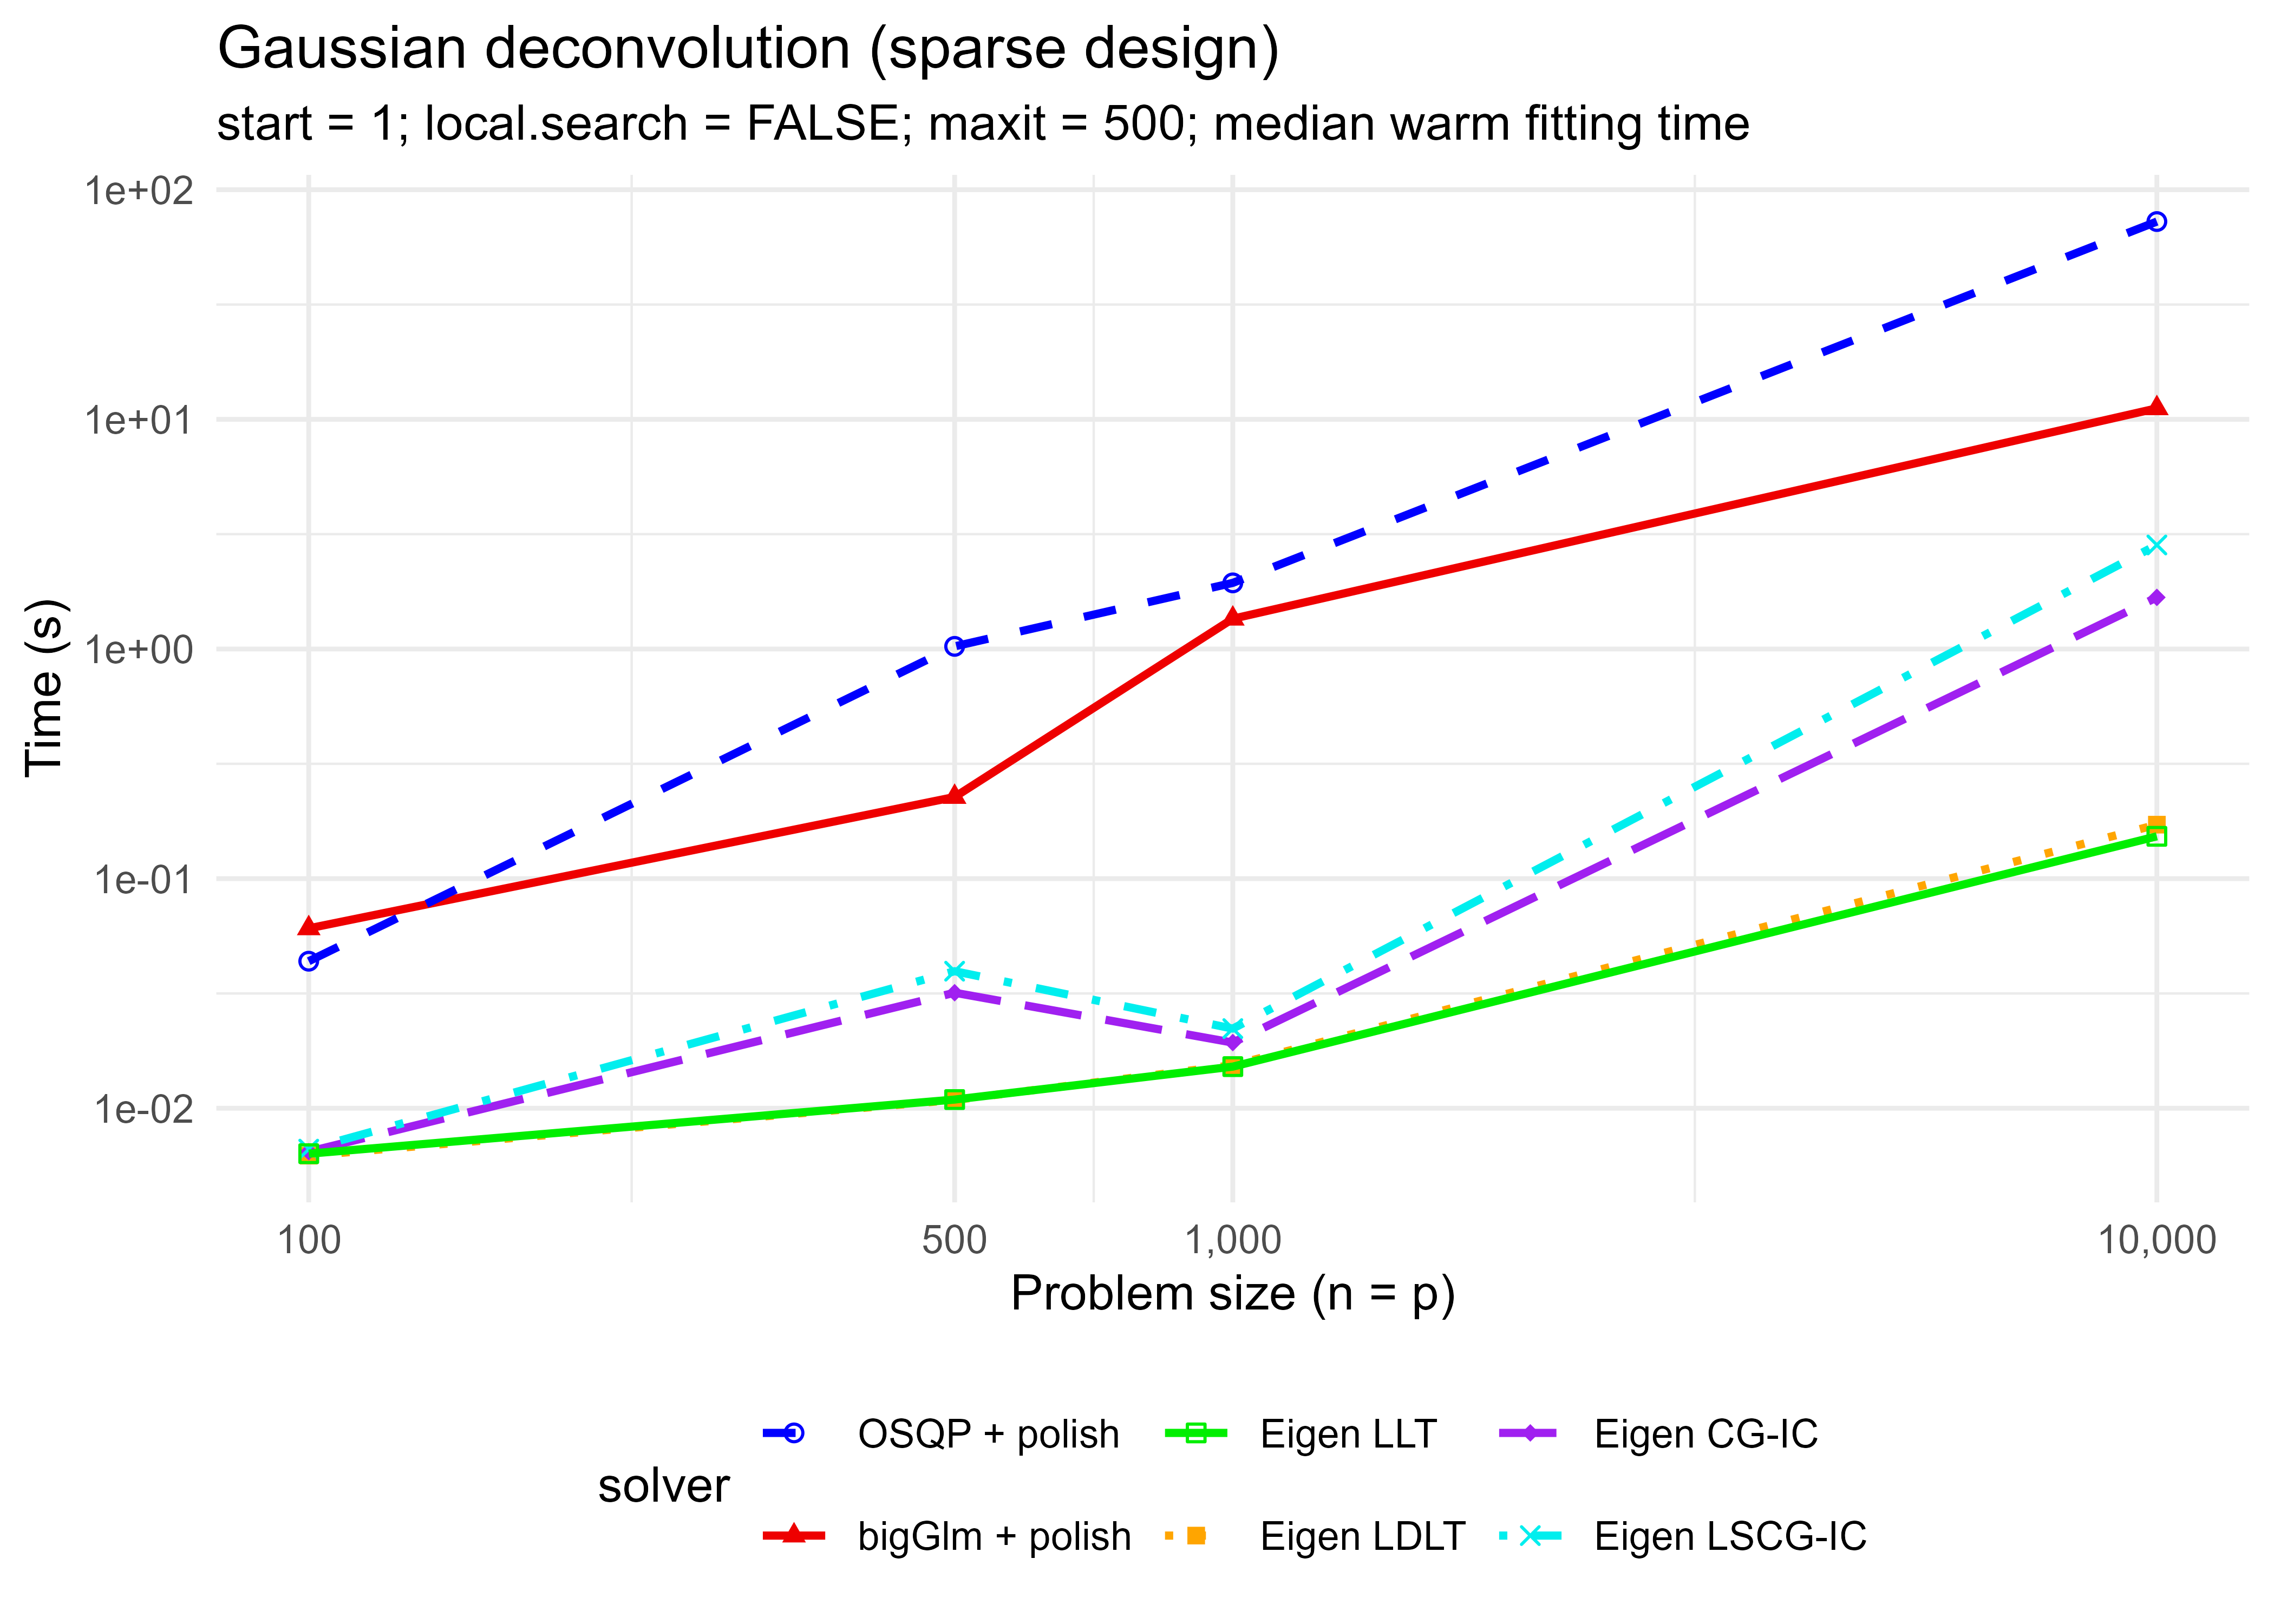 Gaussian deconvolution (sparse design)
start = 1; local.search = FALSE; maxit = 500; median warm fitting time
Time (s)
1e+02
1e+01
1e+00
1e-01
1e-02
100 500 1,000 10,000
Problem size (n = p)
solver
OSQP + polish Eigen LLT Eigen CG-IC
bigGlm + polish Eigen LDLT Eigen LSCG-IC